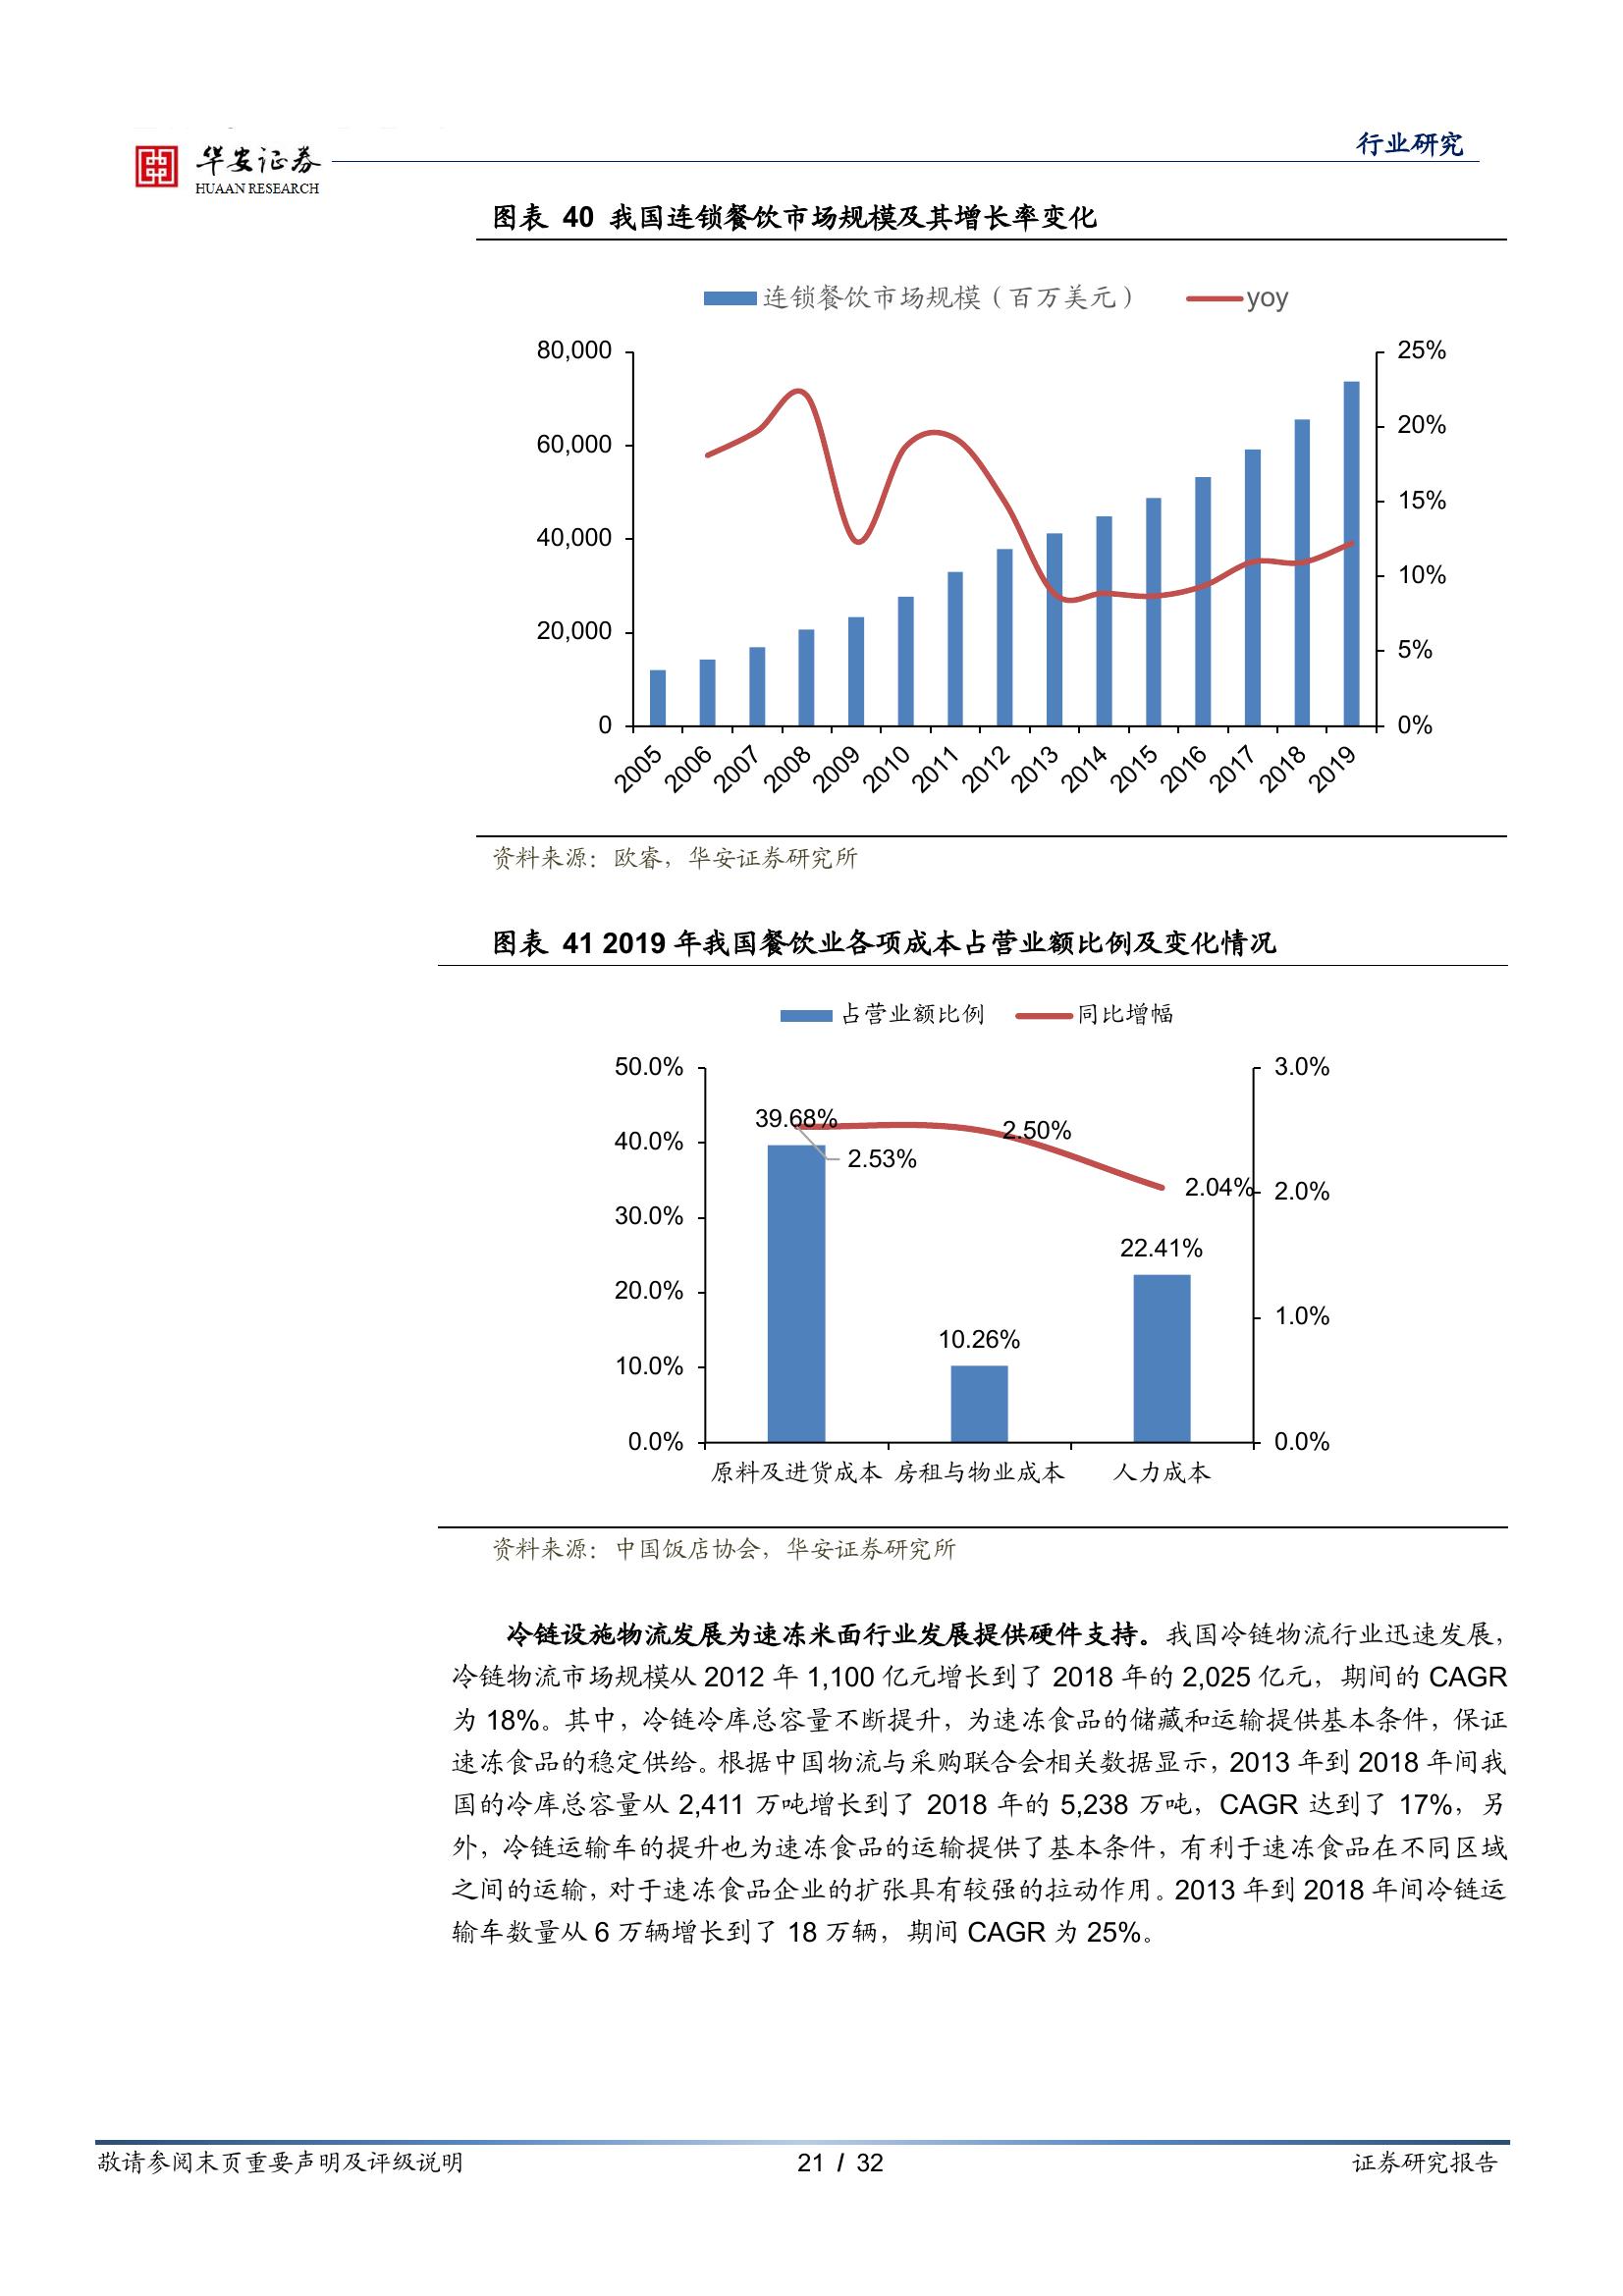 华安证券
HUAAN RESEARCH
行业研究
图表 40 我国连锁餐饮市场规模及其增长率变化
连锁餐饮市场规模（百万美元） yoy
80,000
60,000
40,000
20,000
0
25%
20%
15%
10%
5%
0%
2005 2006 2007 2008 2009 2010 2011 2012 2013 2014 2015 2016 2017 2018 2019
资料来源：欧睿，华安证券研究所
图表 41 2019 年我国餐饮业各项成本占营业额比例及变化情况
占营业额比例 同比增幅
50.0%
40.0%
30.0%
20.0%
10.0%
0.0%
39.68%
2.53%
2.50%
2.04%
22.41%
10.26%
3.0%
2.0%
1.0%
0.0%
原料及进货成本 房租与物业成本 人力成本
资料来源：中国饭店协会，华安证券研究所
冷链设施物流发展为速冻米面行业发展提供硬件支持。我国冷链物流行业迅速发展，
冷链物流市场规模从 2012 年 1,100 亿元增长到了 2018 年的 2,025 亿元，期间的 CAGR
为 18%。其中，冷链冷库总容量不断提升，为速冻食品的储藏和运输提供基本条件，保证
速冻食品的稳定供给。根据中国物流与采购联合会相关数据显示，2013 年到 2018 年间我
国的冷库总容量从 2,411 万吨增长到了 2018 年的 5,238 万吨，CAGR 达到了 17%，另
外，冷链运输车的提升也为速冻食品的运输提供了基本条件，有利于速冻食品在不同区域
之间的运输，对于速冻食品企业的扩张具有较强的拉动作用。2013 年到 2018 年间冷链运
输车数量从 6 万辆增长到了 18 万辆，期间 CAGR 为 25%。
敬请参阅末页重要声明及评级说明 21 / 32 证券研究报告